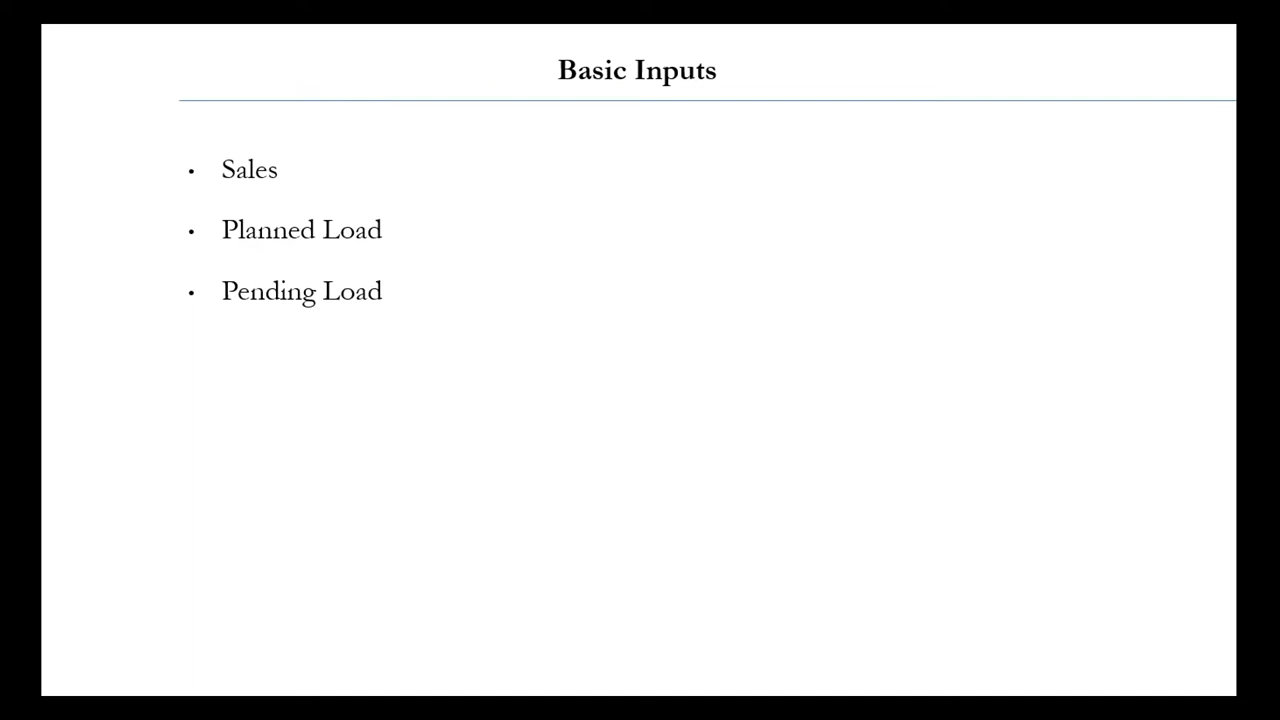 Basic Inputs
• Sales
• Planned Load
• Pending Load